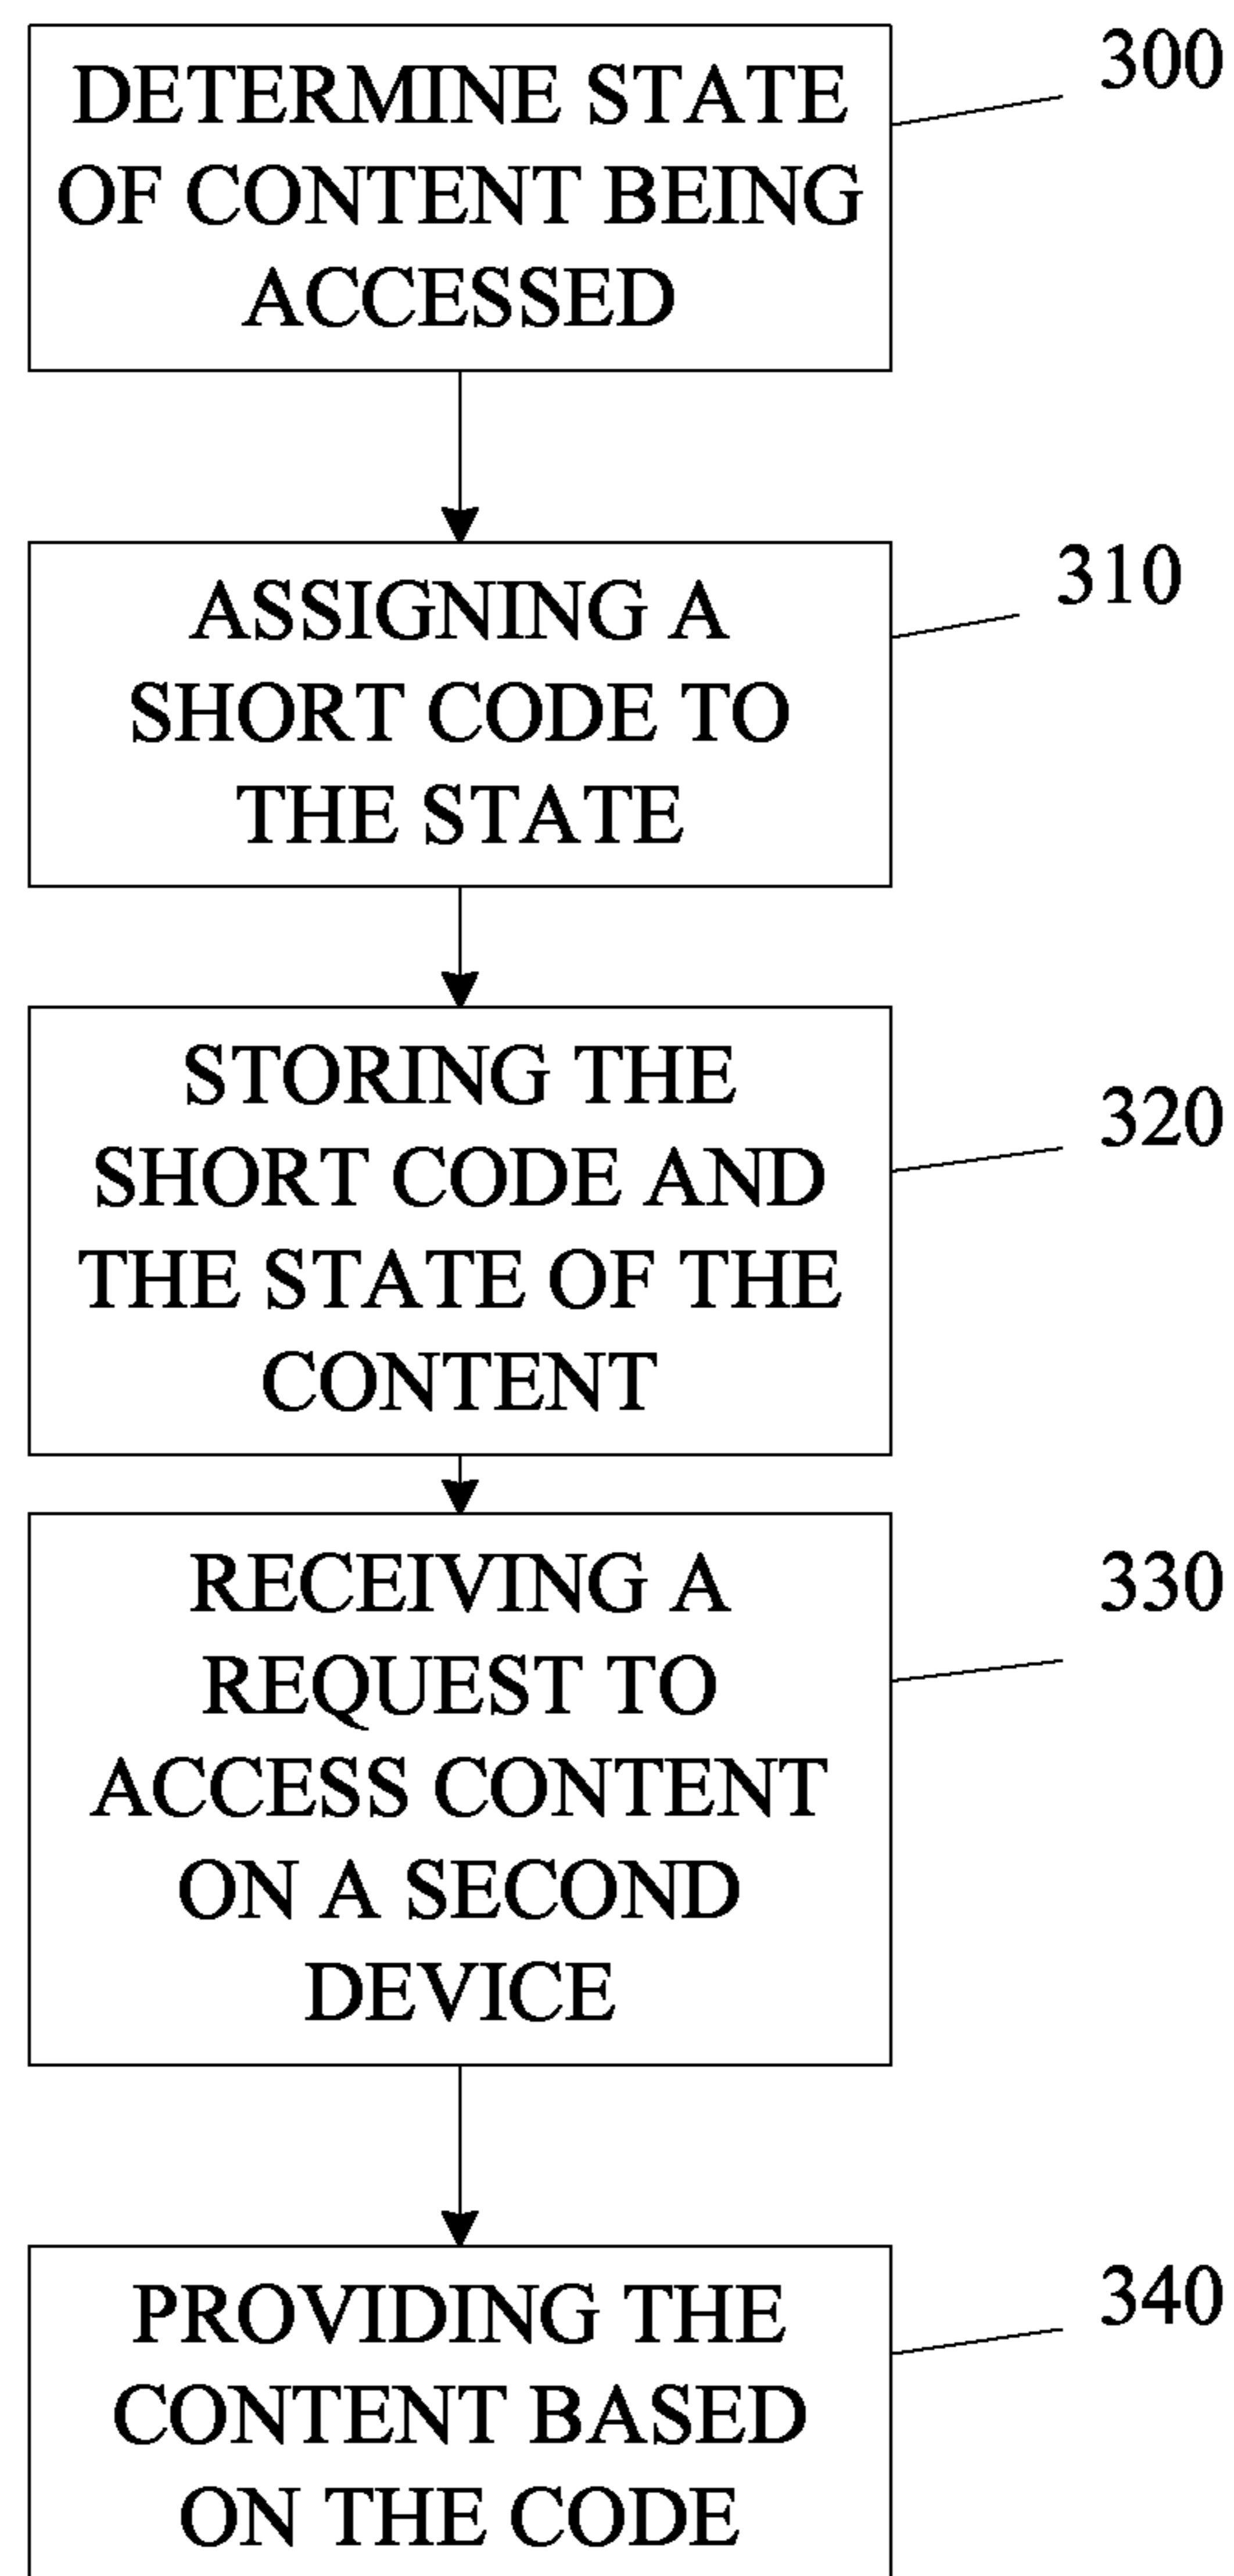 DETERMINE STATE
OF CONTENT BEING
ACCESSED
300
ASSIGNING A
SHORT CODE TO
THE STATE
310
STORING THE
SHORT CODE AND
THE STATE OF THE
CONTENT
320
RECEIVING A
REQUEST TO
ACCESS CONTENT
ON A SECOND
DEVICE
330
PROVIDING THE
CONTENT BASED
ON THE CODE
340